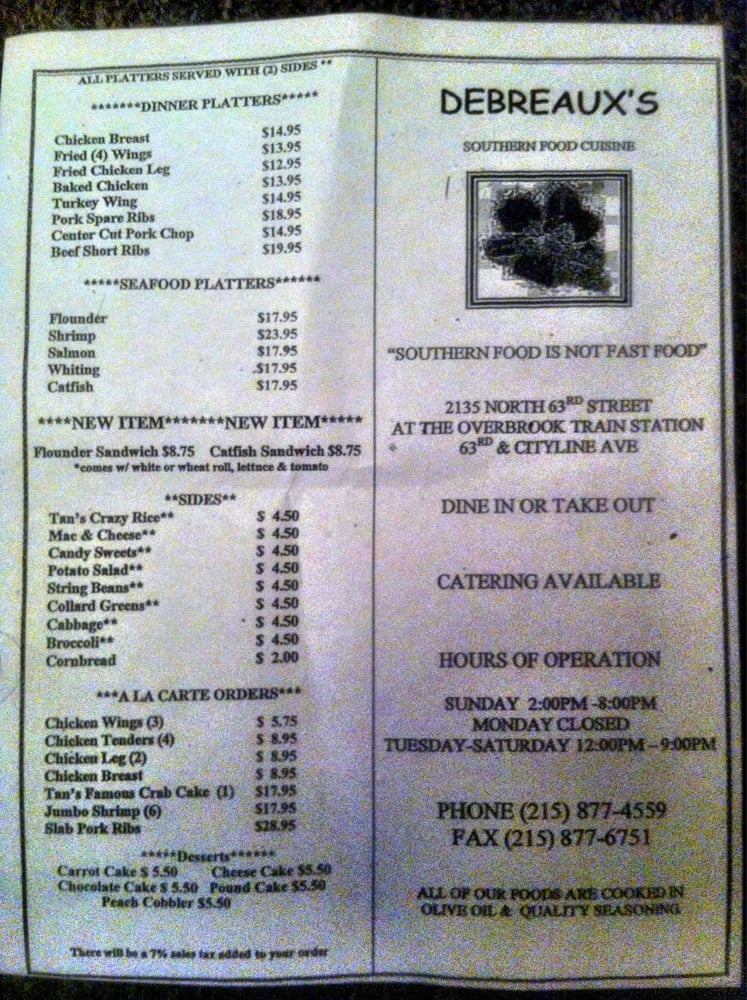 ALL PLATTERS SERVED WITH (2) SIDES **
*******DINNER PLATTERS*****
Chicken Breast $14.95
Fried (4) Wings $13.95
Fried Chicken Leg $12.95
Baked Chicken $13.95
Turkey Wing $14.95
Pork Spare Ribs $18.95
Center Cut Pork Chop $14.95
Beef Short Ribs $19.95
*****SEAFOOD PLATTERS******
Flounder $17.95
Shrimp $23.95
Salmon $17.95
Whiting .$17.95
Catfish $17.95
****NEW ITEM*******NEW ITEM*****
Flounder Sandwich $8.75 Catfish Sandwich $8.75
*comes w/ white or wheat roll, lettuce & tomato
**SIDES**
Tan's Crazy Rice** $ 4.50
Mac & Cheese** $ 4.50
Candy Sweets** $ 4.50
Potato Salad** $ 4.50
String Beans** $ 4.50
Collard Greens** $ 4.50
Cabbage** $ 4.50
Broccoli** $ 4.50
Cornbread $ 2.00
***A LA CARTE ORDERS***
Chicken Wings (3) $ 5.75
Chicken Tenders (4) $ 8.95
Chicken Leg (2) $ 8.95
Chicken Breast $ 8.95
Tan's Famous Crab Cake (1) $17.95
Jumbo Shrimp (6) $17.95
Slab Pork Ribs $28.95
*****Desserts******
Carrot Cake $ 5.50 Cheese Cake $5.50
Chocolate Cake $ 5.50 Pound Cake $5.50
Peach Cobbler $5.50
There will be a 7% sales tax added to your order
DEBREAUX'S
SOUTHERN FOOD CUISINE
"SOUTHERN FOOD IS NOT FAST FOOD"
2135 NORTH 63RD STREET
AT THE OVERBROOK TRAIN STATION
63RD & CITYLINE AVE
DINE IN OR TAKE OUT
CATERING AVAILABLE
HOURS OF OPERATION
SUNDAY 2:00PM -8:00PM
MONDAY CLOSED
TUESDAY-SATURDAY 12:00PM – 9:00PM
PHONE (215) 877-4559
FAX (215) 877-6751
ALL OF OUR FOODS ARE COOKED IN
OLIVE OIL & QUALITY SEASONING